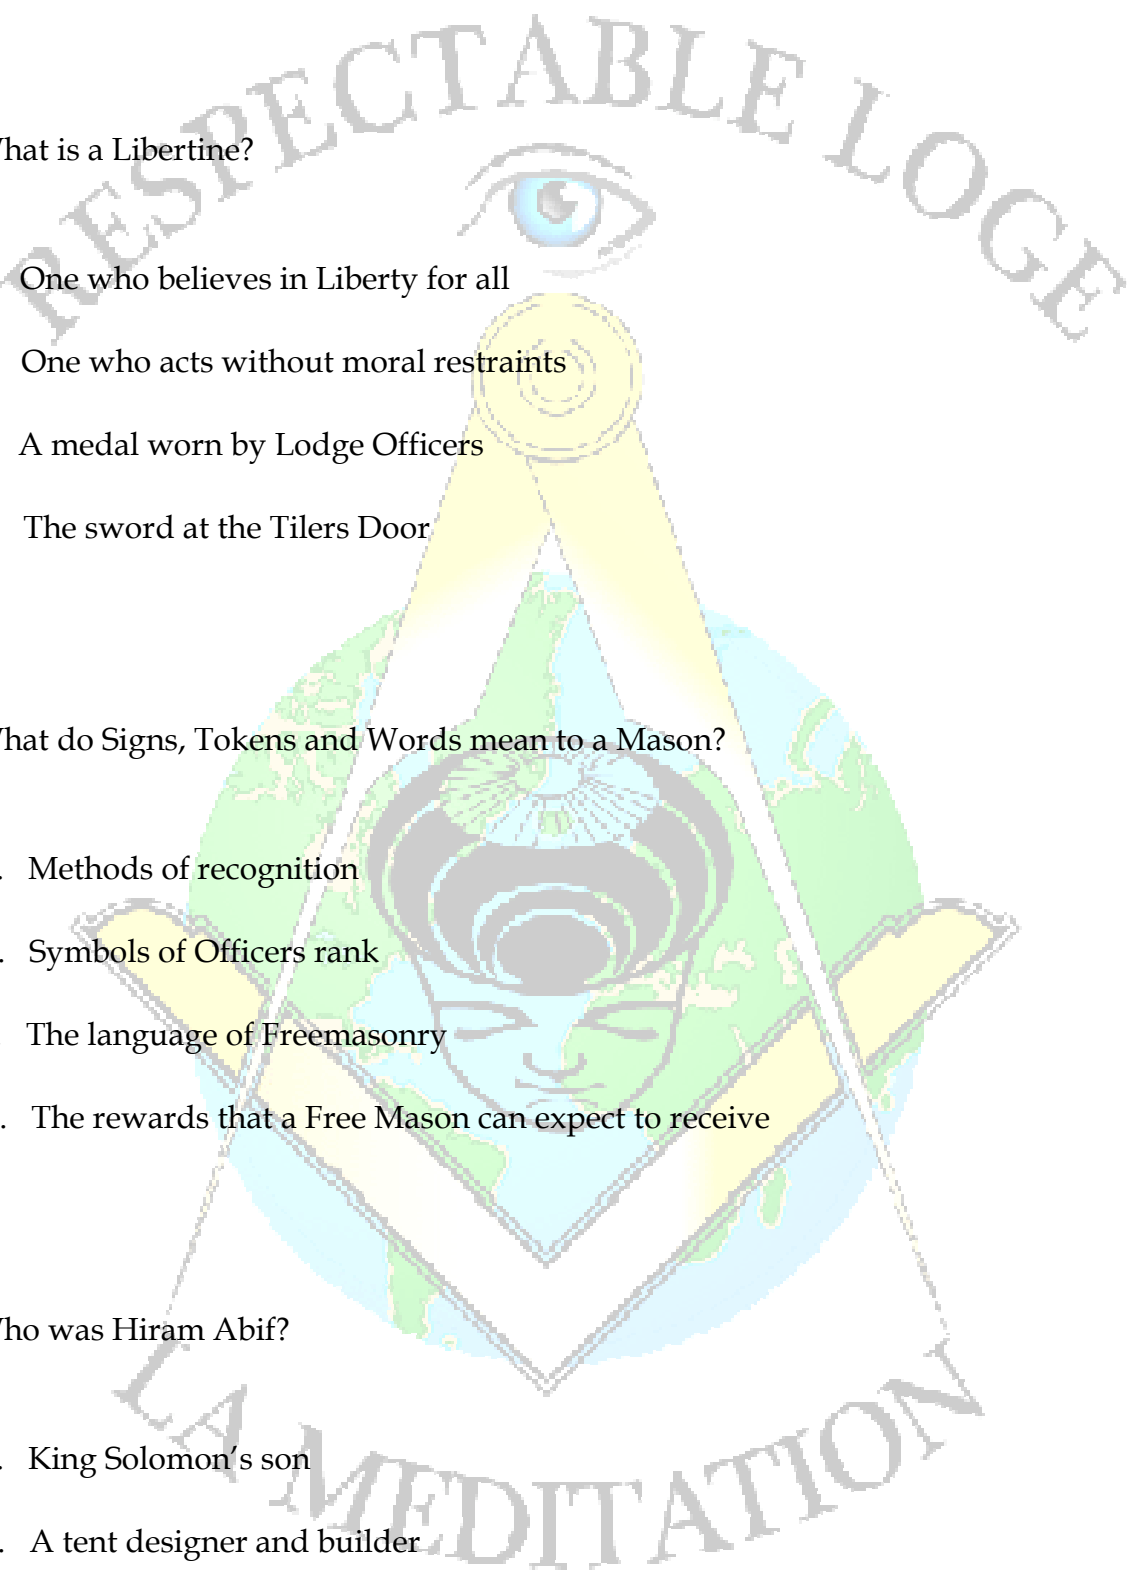 RESPECTABLE LOGE
hat is a Libertine?
One who believes in Liberty for all
One who acts without moral restraints
A medal worn by Lodge Officers
The sword at the Tilers Door
hat do Signs, Tokens and Words mean to a Mason?
. Methods of recognition
. Symbols of Officers rank
The language of Freemasonry
. The rewards that a Free Mason can expect to receive
ho was Hiram Abif?
. King Solomon’s son
. A tent designer and builder
LA MEDITATION